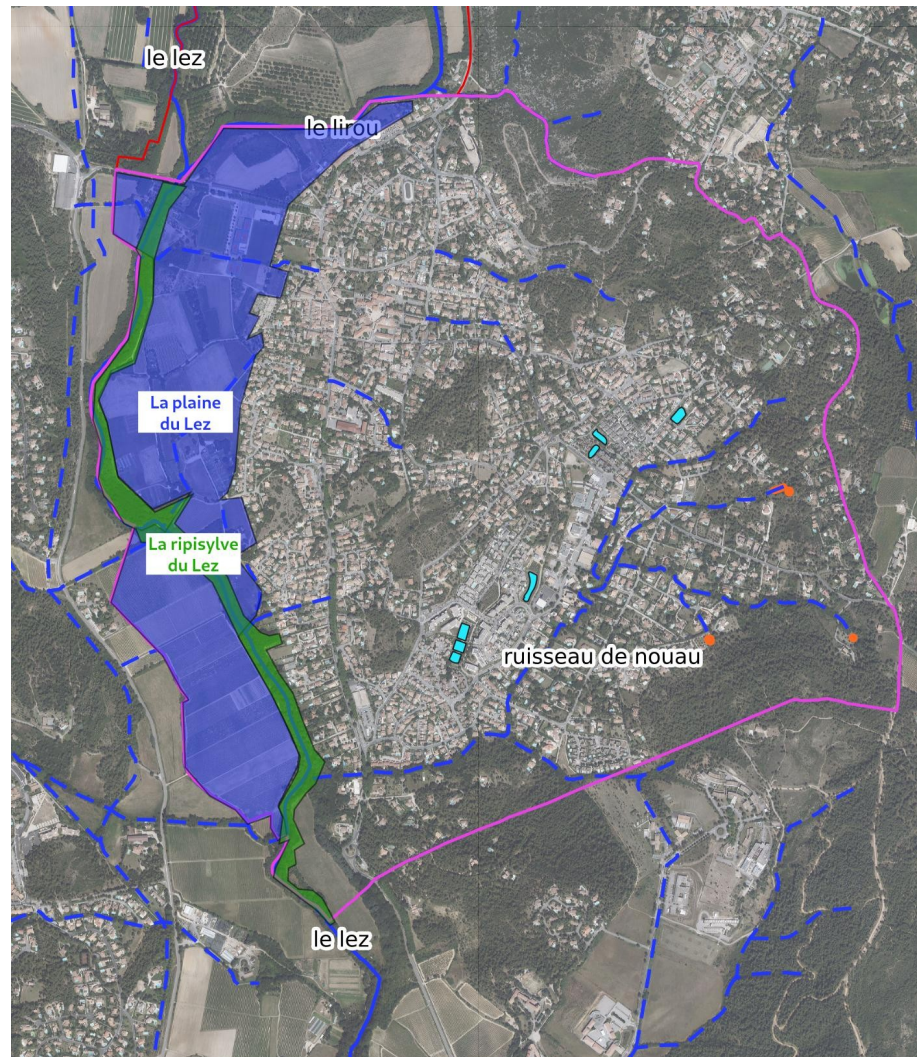 le lez
le lirou
La plaine
du Lez
La ripisylve
du Lez
ruisseau de nouau
le lez